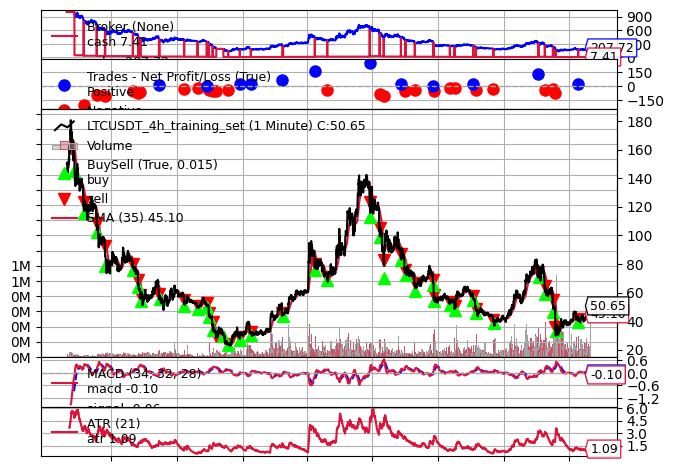 Broker (None)
cash 7.41
900
600
300
0
207.72
7.41
Trades - Net Profit/Loss (True)
Positive
150
0
−150
LTCUSDT_4h_training_set (1 Minute) C:50.65
Volume
BuySell (True, 0.015)
buy
sell
SMA (35) 45.10
180
160
140
120
100
80
60
40
20
50.65
45.10
1M
1M
0M
0M
0M
0M
0M
MACD (34, 32, 28)
macd -0.10
0.6
0.0
−0.6
−1.2
-0.10
ATR (21)
atr 1.09
6.0
4.5
3.0
1.5
1.09